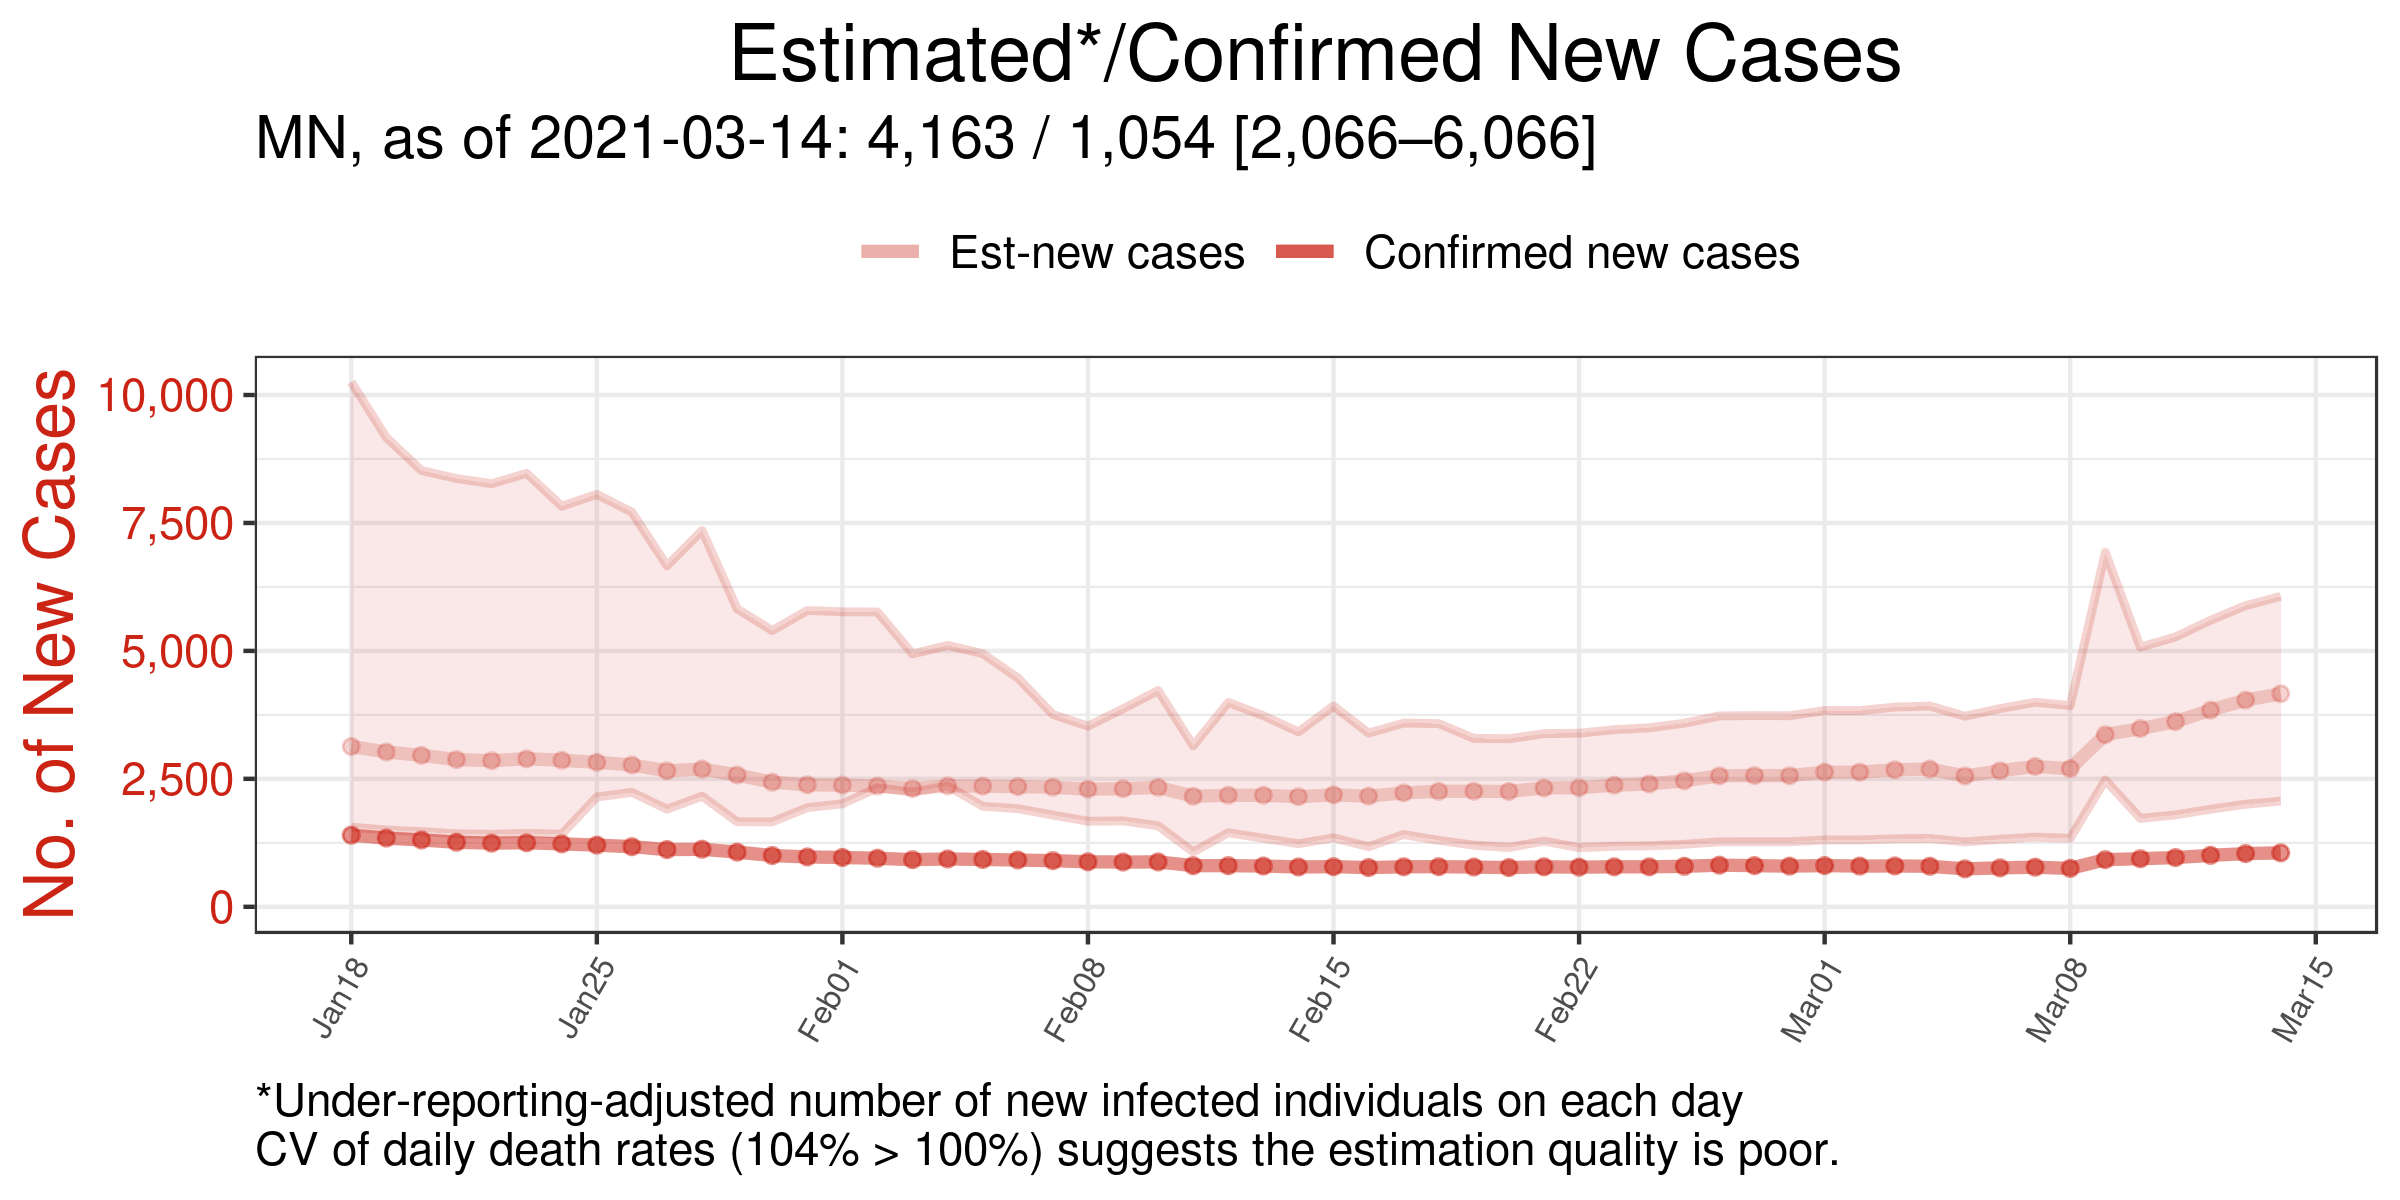 Estimated*/Confirmed New Cases
MN, as of 2021-03-14: 4,163 / 1,054 [2,066–6,066]
Est-new cases
Confirmed new cases
No. of New Cases
10,000
7,500
5,000
2,500
0
Jan18
Jan25
Feb01
Feb08
Feb15
Feb22
Mar01
Mar08
Mar15
*Under-reporting-adjusted number of new infected individuals on each day
CV of daily death rates (104% > 100%) suggests the estimation quality is poor.